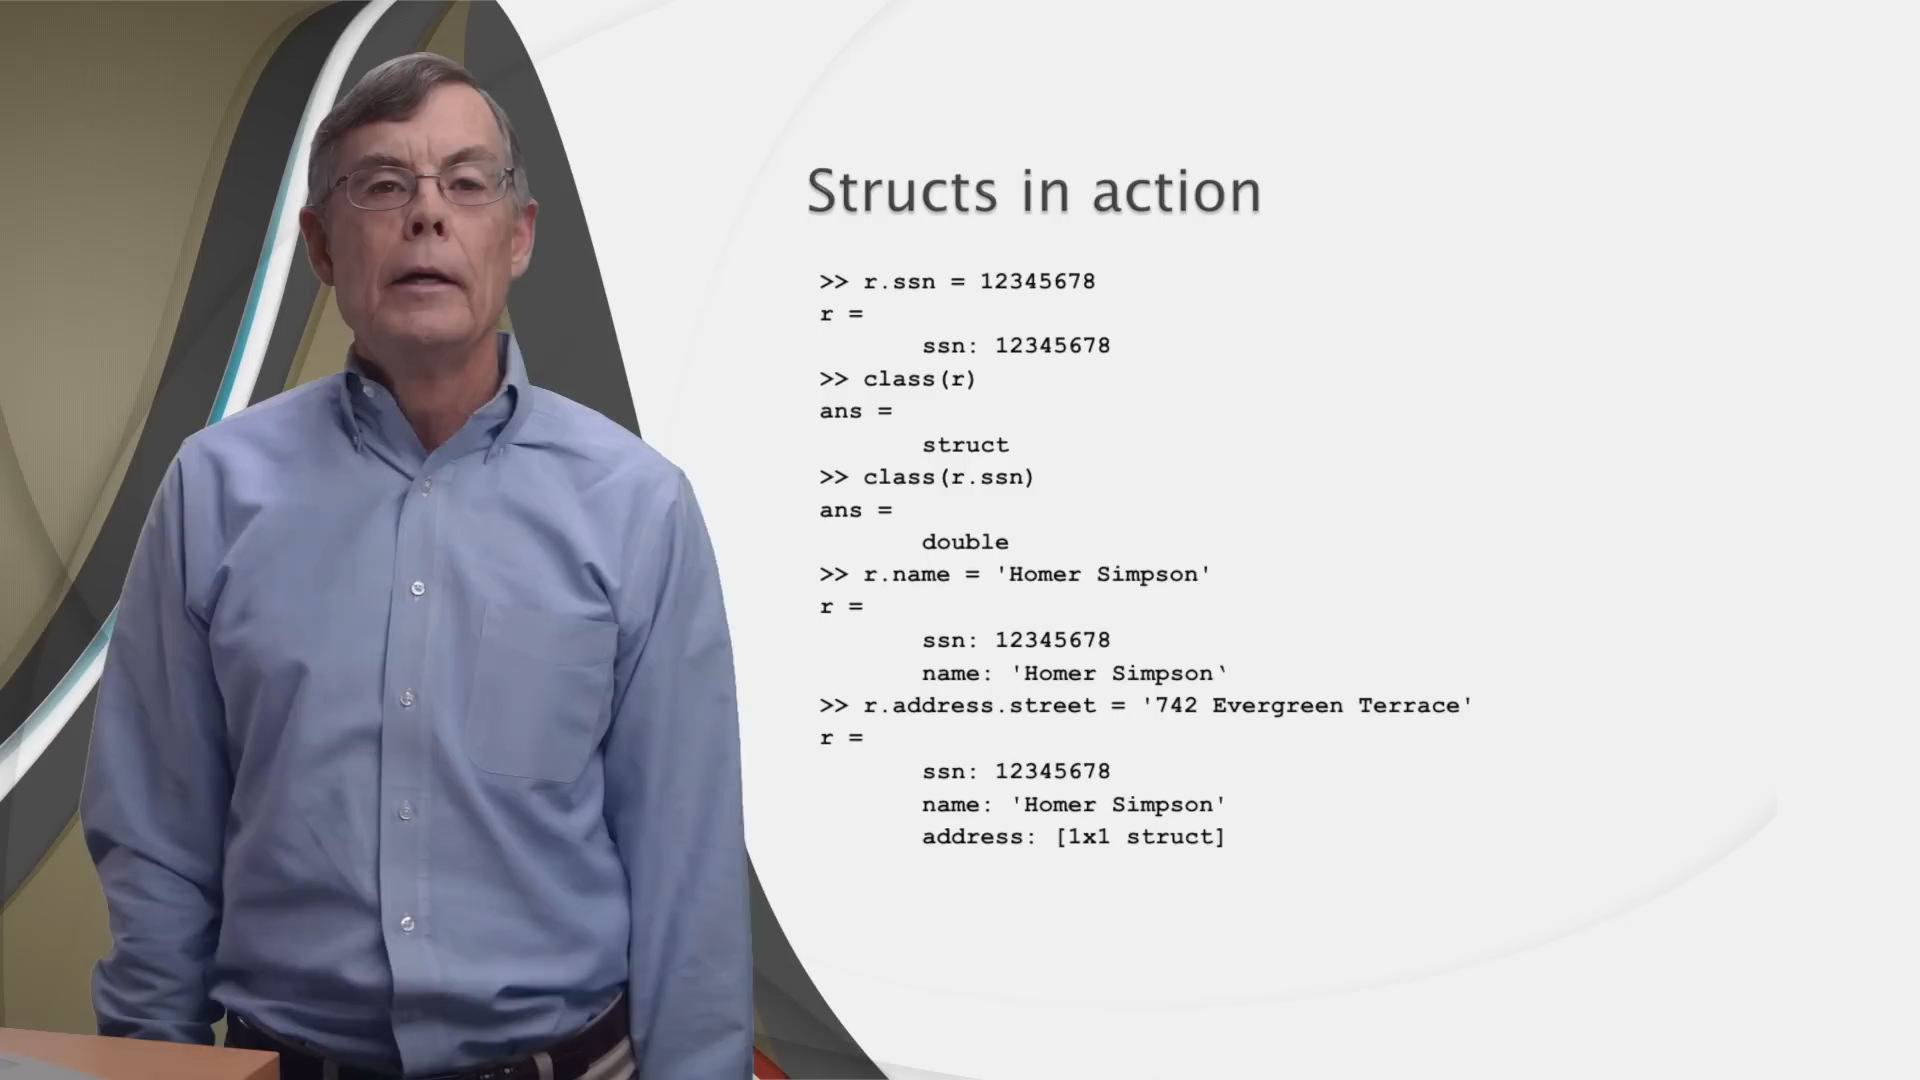 Structs in action
>> r.ssn = 12345678
r =
ssn: 12345678
>> class(r)
ans =
struct
>> class(r.ssn)
ans =
double
>> r.name = 'Homer Simpson'
r =
ssn: 12345678
name: 'Homer Simpson‛
>> r.address.street = '742 Evergreen Terrace'
r =
ssn: 12345678
name: 'Homer Simpson'
address: [1x1 struct]